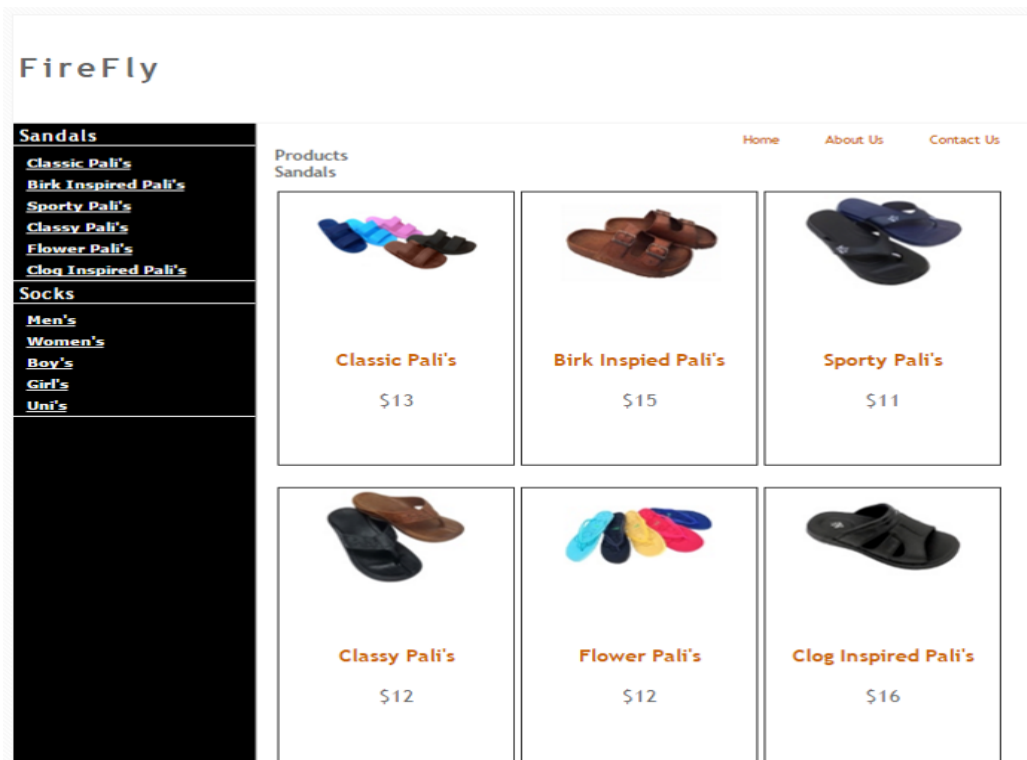 FireFly
Sandals
Classic Pali's
Birk Inspired Pali's
Sporty Pali's
Classy Pali's
Flower Pali's
Clog Inspired Pali's
Socks
Men's
Women's
Boy's
Girl's
Uni's
Home About Us Contact Us
Products
Sandals
Classic Pali's Birk Inspied Pali's Sporty Pali's
$13 $15 $11
Classy Pali's Flower Pali's Clog Inspired Pali's
$12 $12 $16